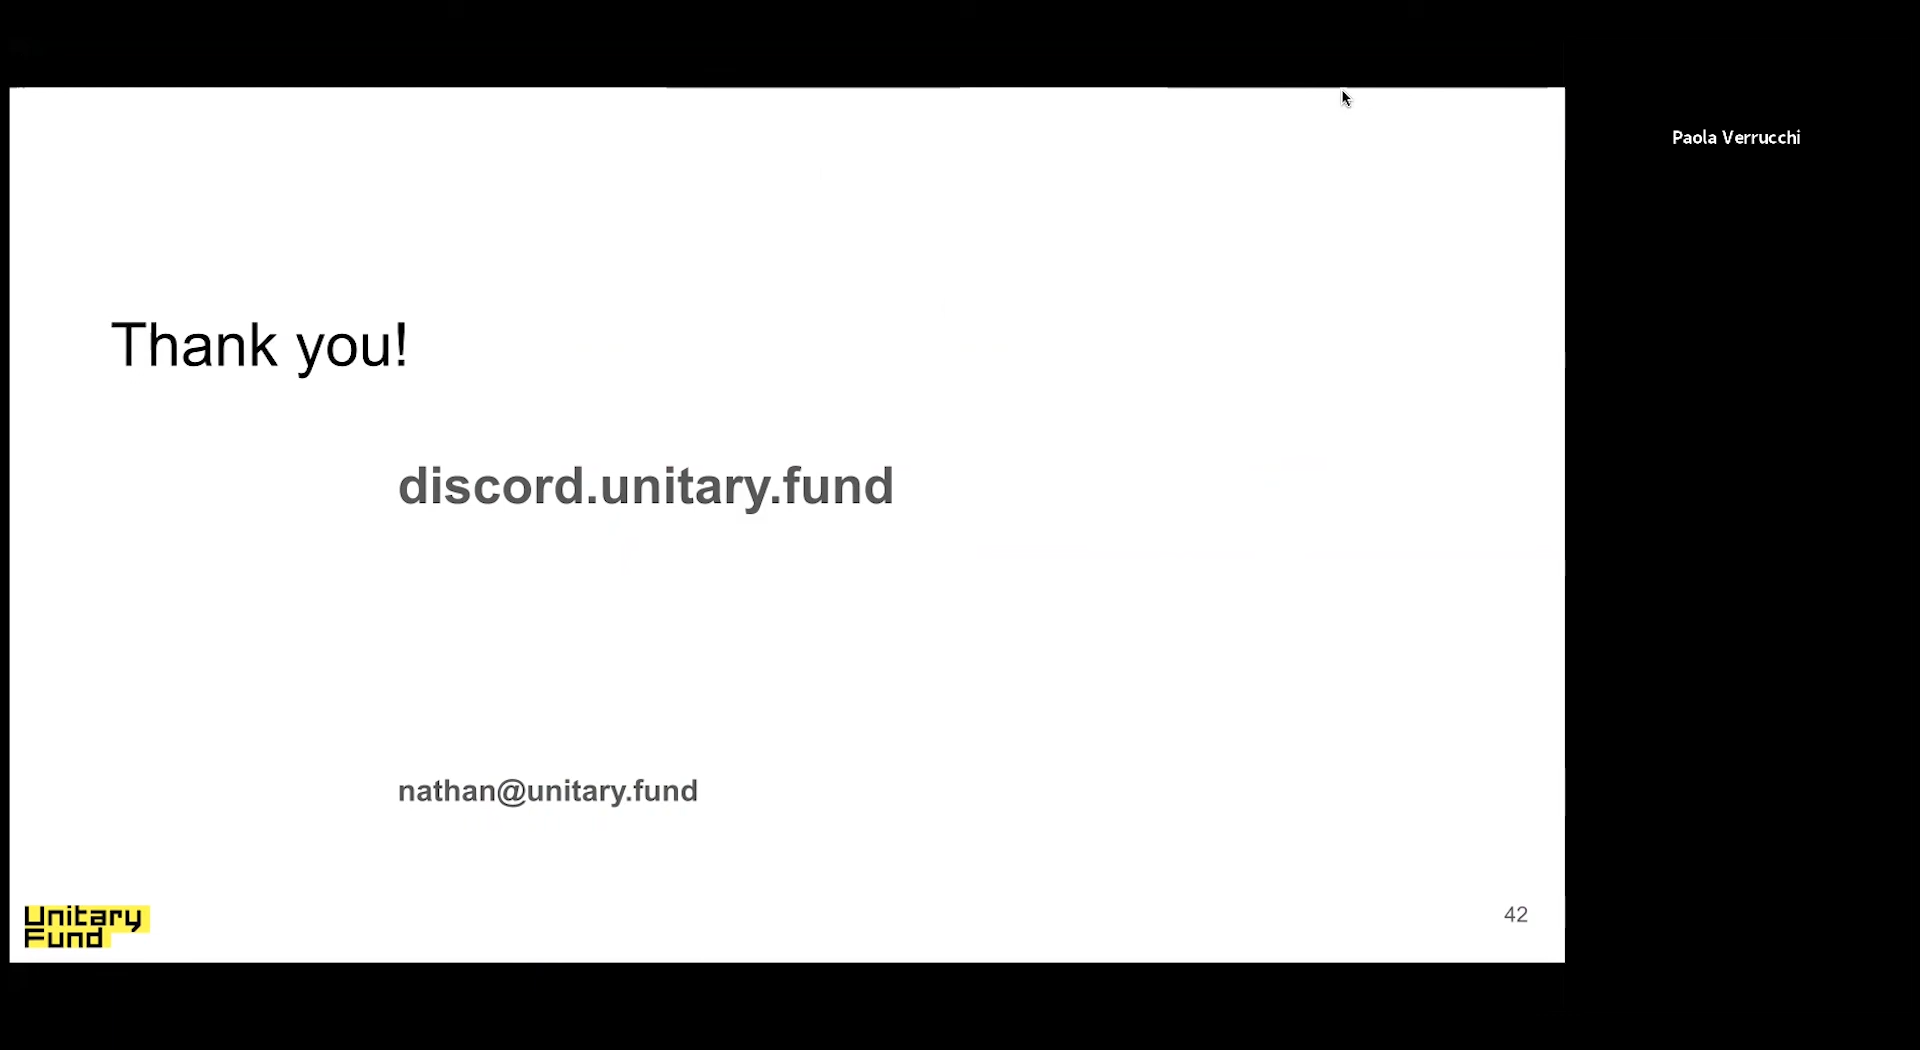 Paola Verrucchi
Thank you!
discord.unitary.fund
nathan@unitary.fund
Unitary
Fund
42